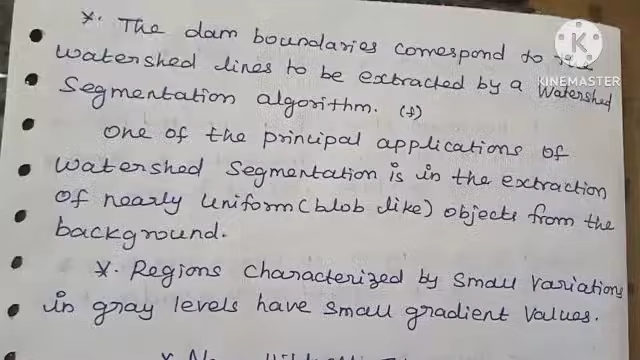 *. The dam boundaries correspond to the
watershed lines to be extracted by a watershed
Segmentation algorithm. (f)
One of the principal applications of
watershed Segmentation is in the extraction
of nearly uniform (blob like) objects from the
background.
*. Regions characterized by small variations
in gray levels have small gradient values.
K
KINEMASTER